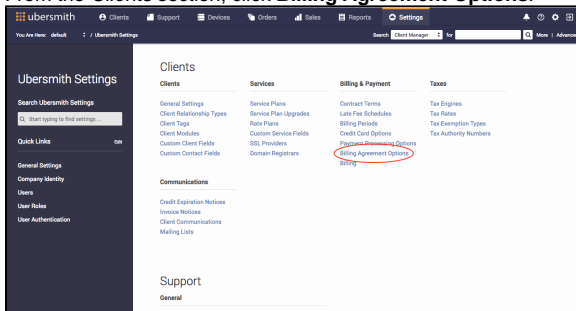 From the Clients section, click Billing Agreement Options.
ubersmith Clients Support Devices Orders Sales Reports Settings
You Are Here: default / Ubersmith Settings Search Client Manager for More | Advanced
Ubersmith Settings
Search Ubersmith Settings
Start typing to find settings ...
Quick Links
General Settings
Company Identity
Users
User Roles
User Authentication
Clients
Clients Services Billing & Payment Taxes
General Settings Service Plans Contract Terms Tax Engines
Client Relationship Types Service Plan Upgrades Late Fee Schedules Tax Rates
Client Tags Rate Plans Billing Periods Tax Exemption Types
Client Modules Custom Service Fields Credit Card Options Tax Authority Numbers
Custom Client Fields SSL Providers Payment Processing Options
Custom Contact Fields Domain Registrars Billing Agreement Options
Billing
Communications
Credit Expiration Notices
Invoice Notices
Client Communications
Mailing Lists
Support
General